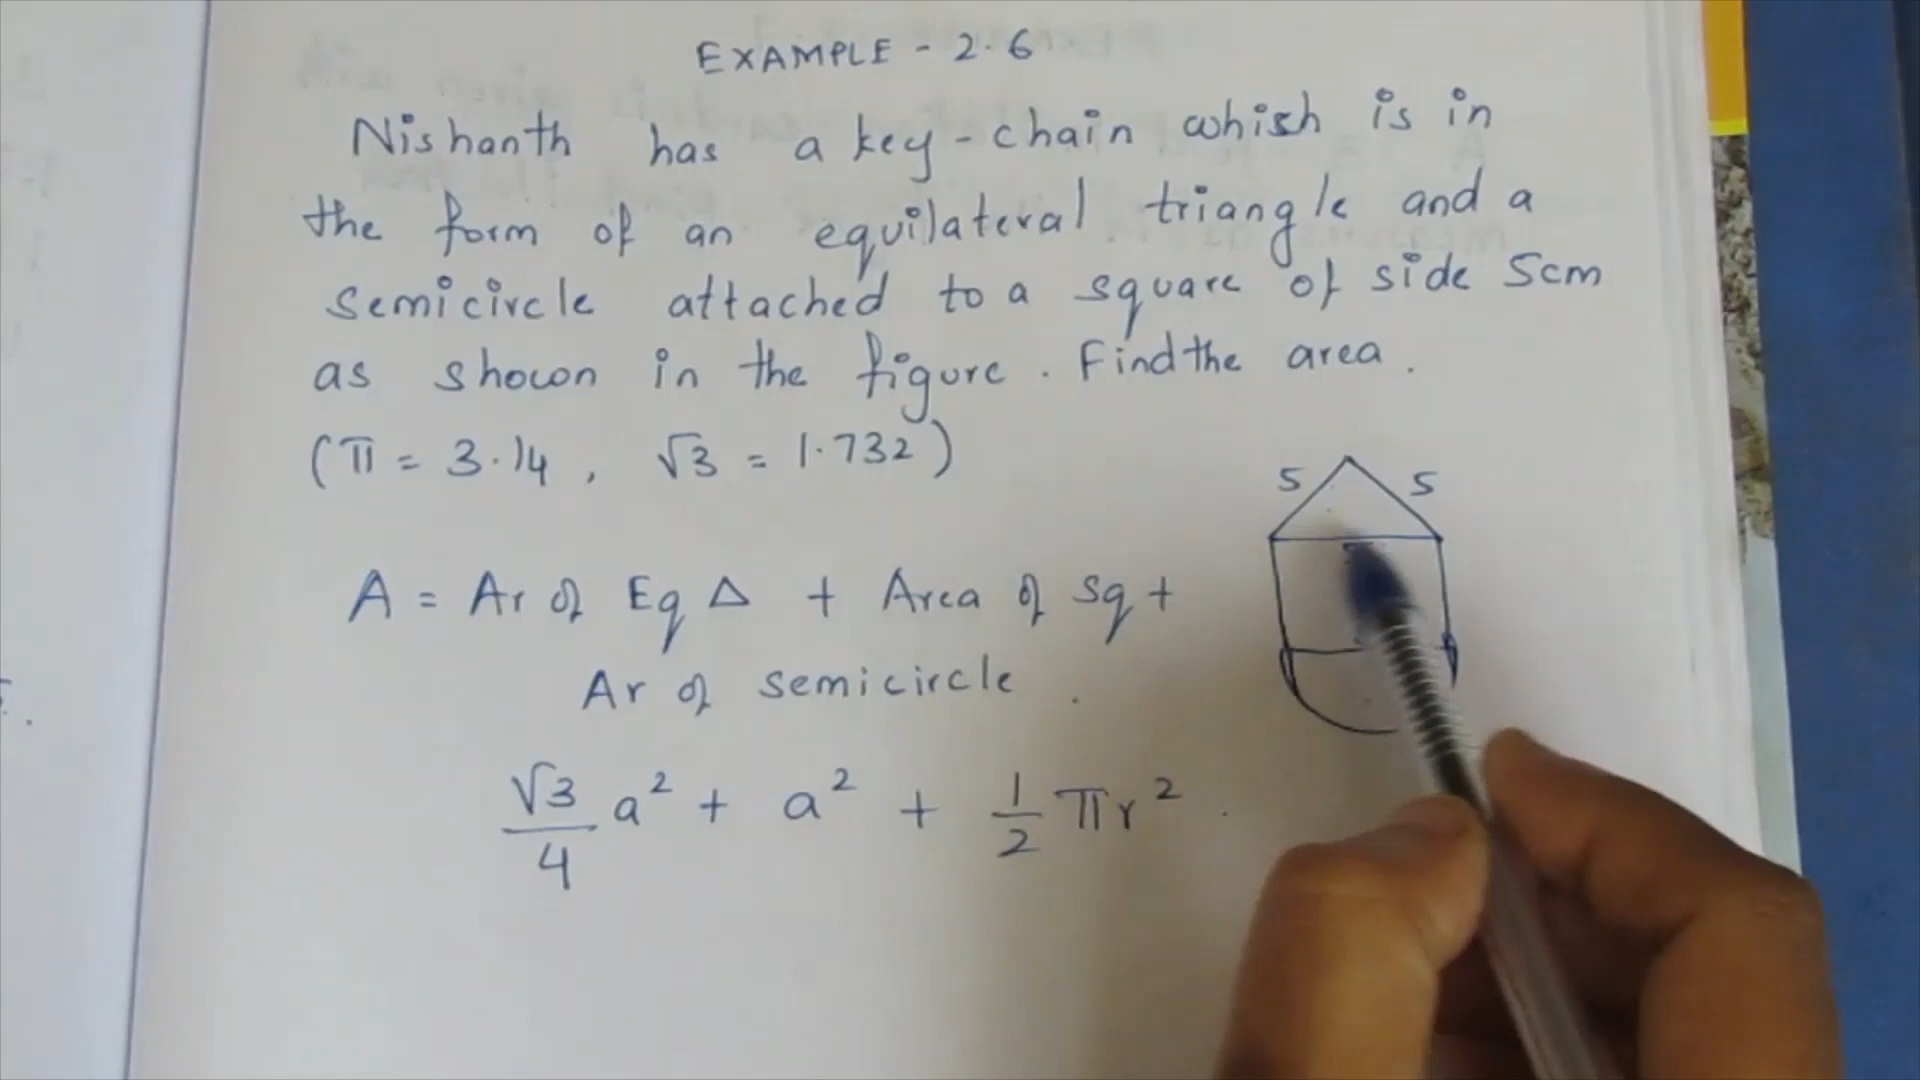 EXAMPLE - 2.6
Nishanth has a key-chain which is in
the form of an equilateral triangle and a
semicircle attached to a square of side 5cm
as shown in the figure. Find the area.
(π = 3.14, √3 = 1.732)
5 5
A = Ar of Eq Δ + Area of Sq +
Ar of semicircle.
√3/4 a² + a² + 1/2 πr².